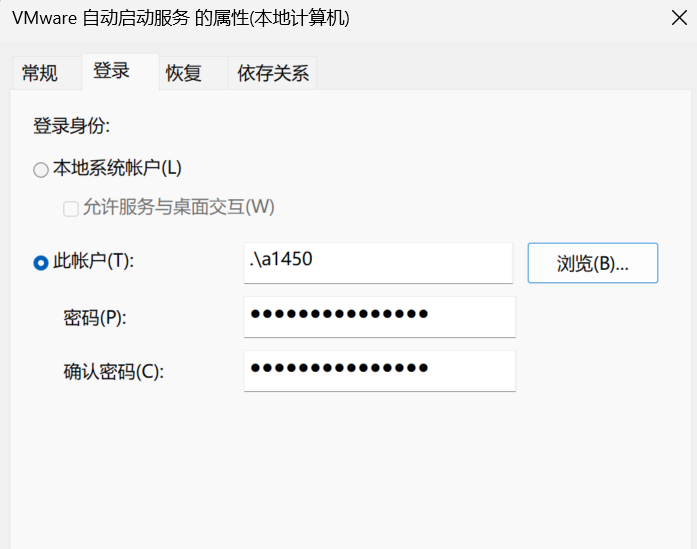 VMware 自动启动服务 的属性(本地计算机)
常规 登录 恢复 依存关系
登录身份:
本地系统帐户(L)
允许服务与桌面交互(W)
此帐户(T): .\a1450 浏览(B)...
密码(P): ●●●●●●●●●●●●●●●
确认密码(C): ●●●●●●●●●●●●●●●